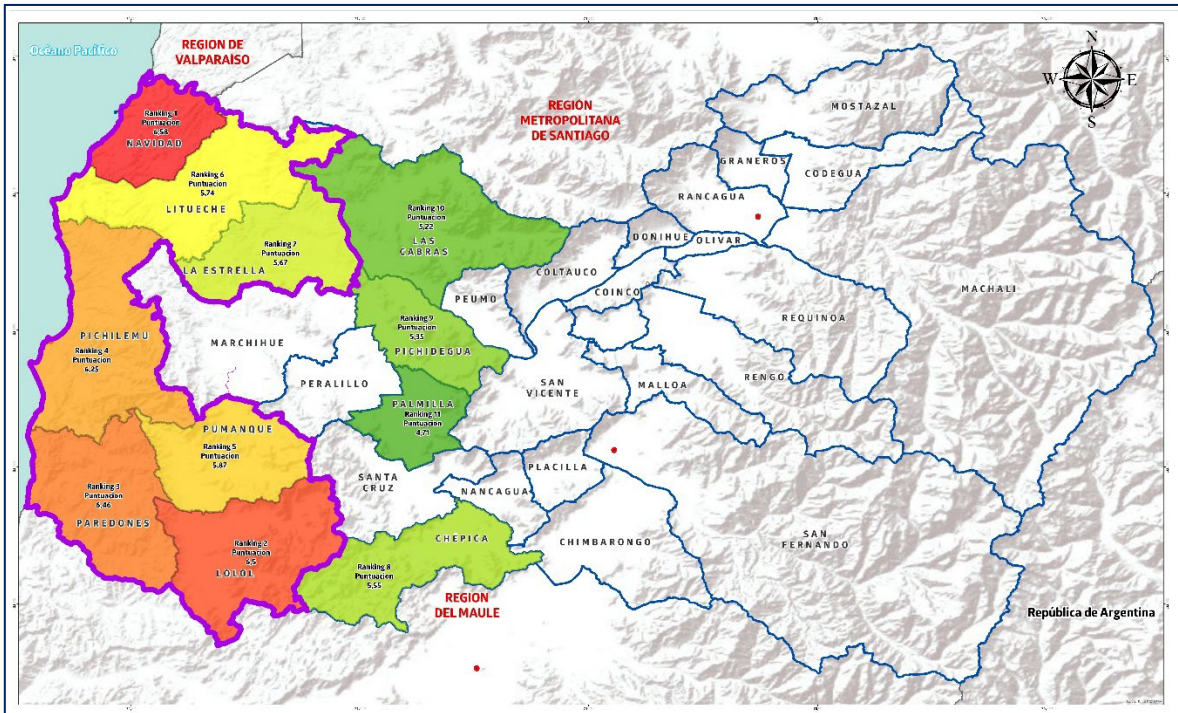 Océano Pacífico
REGION DE
VALPARAÍSO
REGIÓN
METROPOLITANA
DE SANTIAGO
N
W
E
S
MOSTAZAL
GRANEROS
CODEGUA
RANCAGUA
Ranking 1
Puntuacion
6,58
NAVIDAD
Ranking 6
Puntuacion
5,74
LITUECHE
Ranking 10
Puntuacion
5,22
LAS
CABRAS
DOÑIHUE
OLIVAR
Ranking 7
Puntuacion
5,67
LA ESTRELLA
COLTAUCO
COINCO
PEUMO
MACHALI
REQUINOA
Ranking 9
Puntuacion
5,35
PICHIDEGUA
PICHILEMU
Ranking 4
Puntuacion
6,25
MARCHIHUE
PERALILLO
SAN
VICENTE
MALLOA
RENGO
PALMILLA
Ranking 11
Puntuacion
4,71
PUMANQUE
Ranking 5
Puntuacion
5,87
PLACILLA
SANTA
CRUZ
NANCAGUA
Ranking 3
Puntuacion
6,46
PAREDONES
Ranking 2
Puntuacion
6,5
LOLOL
CHEPICA
Ranking 8
Puntuacion
5,55
CHIMBARONGO
SAN
FERNANDO
REGION
DEL MAULE
República de Argentina